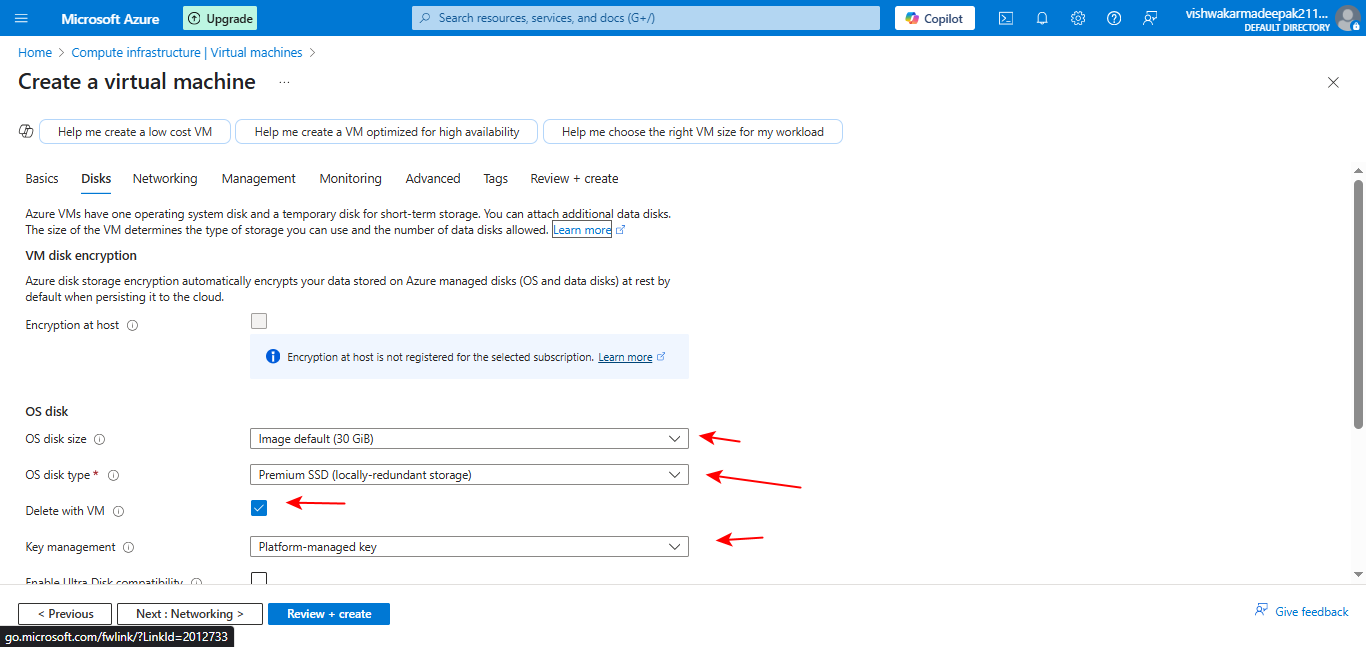 Microsoft Azure
Upgrade
Search resources, services, and docs (G+/)
Copilot
vishwakarmadeepak211...
DEFAULT DIRECTORY
Home > Compute infrastructure | Virtual machines >
Create a virtual machine ...
Help me create a low cost VM
Help me create a VM optimized for high availability
Help me choose the right VM size for my workload
Basics Disks Networking Management Monitoring Advanced Tags Review + create
Azure VMs have one operating system disk and a temporary disk for short-term storage. You can attach additional data disks.
The size of the VM determines the type of storage you can use and the number of data disks allowed. Learn more
VM disk encryption
Azure disk storage encryption automatically encrypts your data stored on Azure managed disks (OS and data disks) at rest by
default when persisting it to the cloud.
Encryption at host
Encryption at host is not registered for the selected subscription. Learn more
OS disk
OS disk size
Image default (30 GiB)
OS disk type *
Premium SSD (locally-redundant storage)
Delete with VM
Key management
Platform-managed key
Enable Ultra Disk compatibility
< Previous
Next : Networking >
Review + create
Give feedback
go.microsoft.com/fwlink/?LinkId=2012733